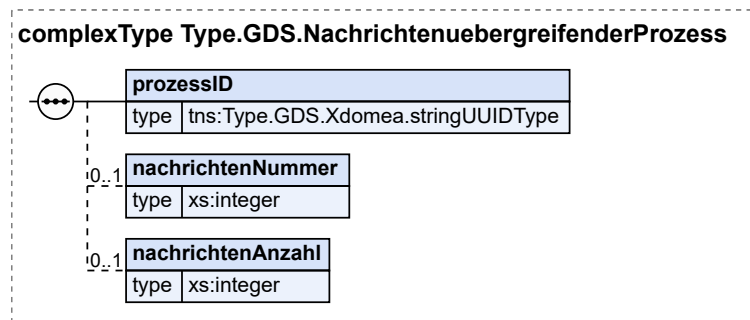 complexType Type.GDS.NachrichtenuebergreifenderProzess
prozessID
type tns:Type.GDS.Xdomea.stringUUIDType
0..1 nachrichtenNummer
type xs:integer
0..1 nachrichtenAnzahl
type xs:integer